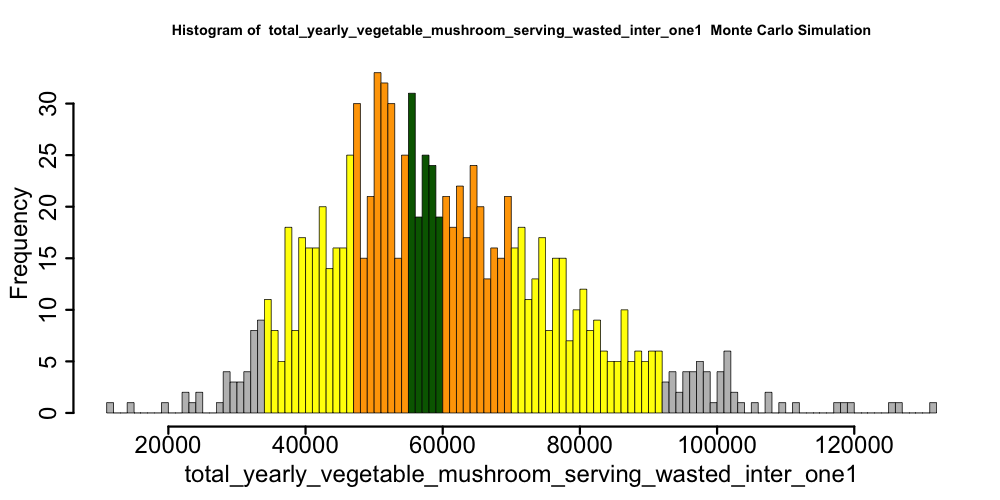 Histogram of  total_yearly_vegetable_mushroom_serving_wasted_inter_one1  Monte Carlo Simulation
Frequency
30
25
20
15
10
5
0
20000 40000 60000 80000 100000 120000
total_yearly_vegetable_mushroom_serving_wasted_inter_one1